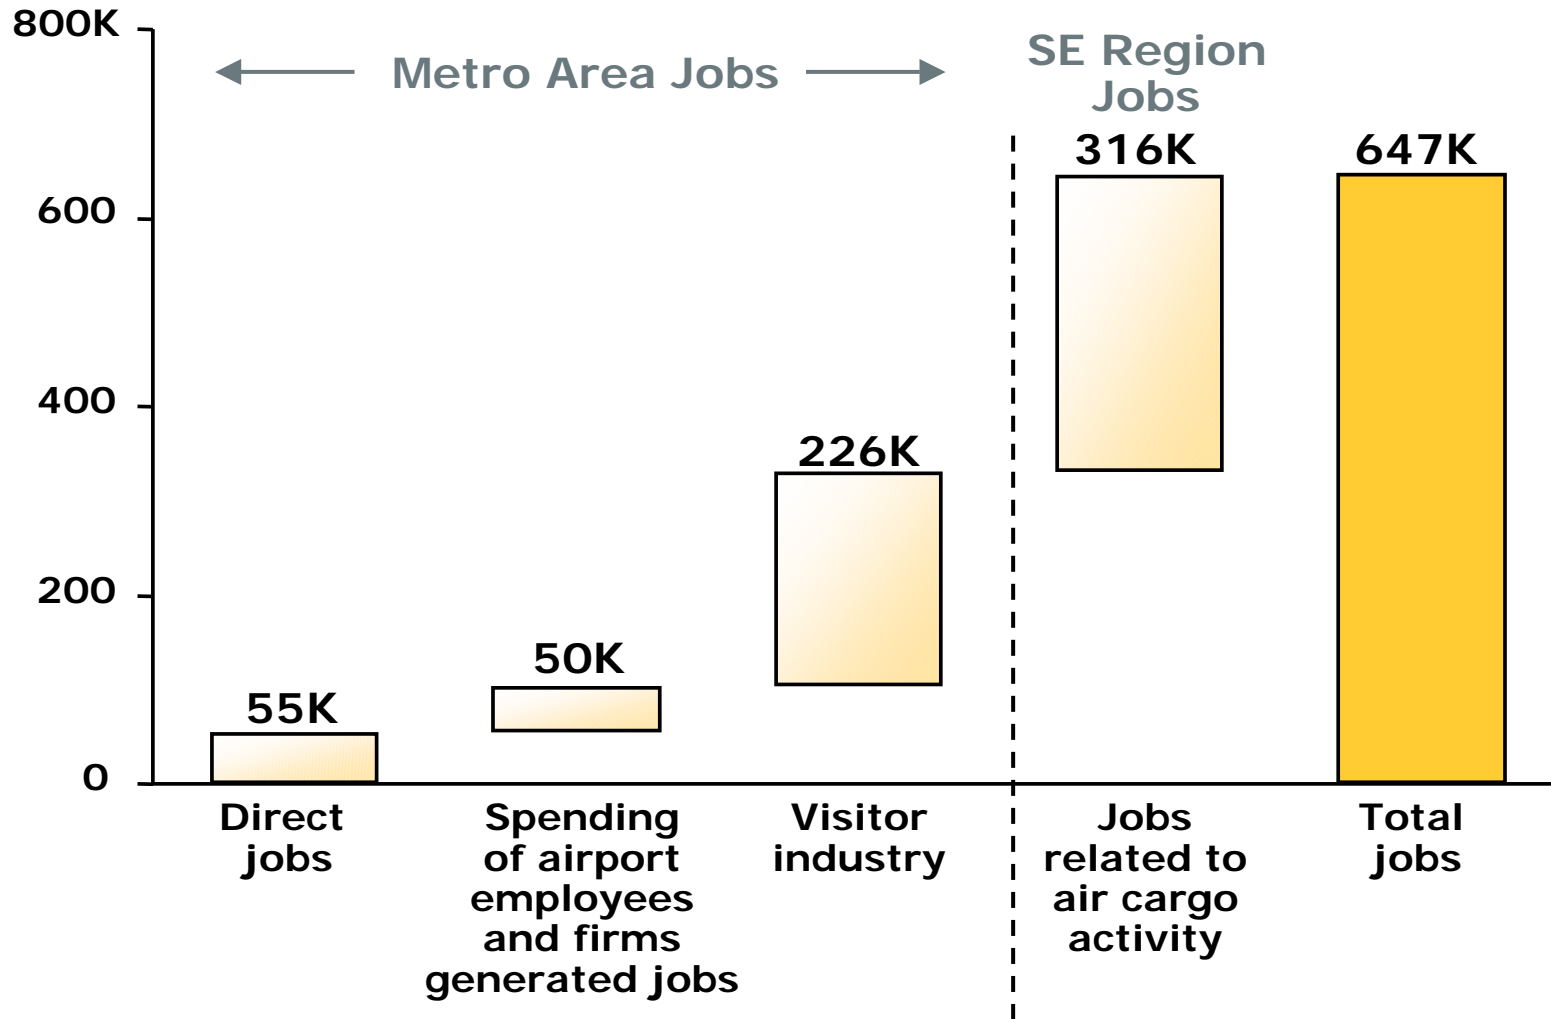 800K
600
400
200
0
Metro Area Jobs
SE Region
Jobs
55K
50K
226K
316K
647K
Direct
jobs
Spending
of airport
employees
and firms
generated jobs
Visitor
industry
Jobs
related to
air cargo
activity
Total
jobs